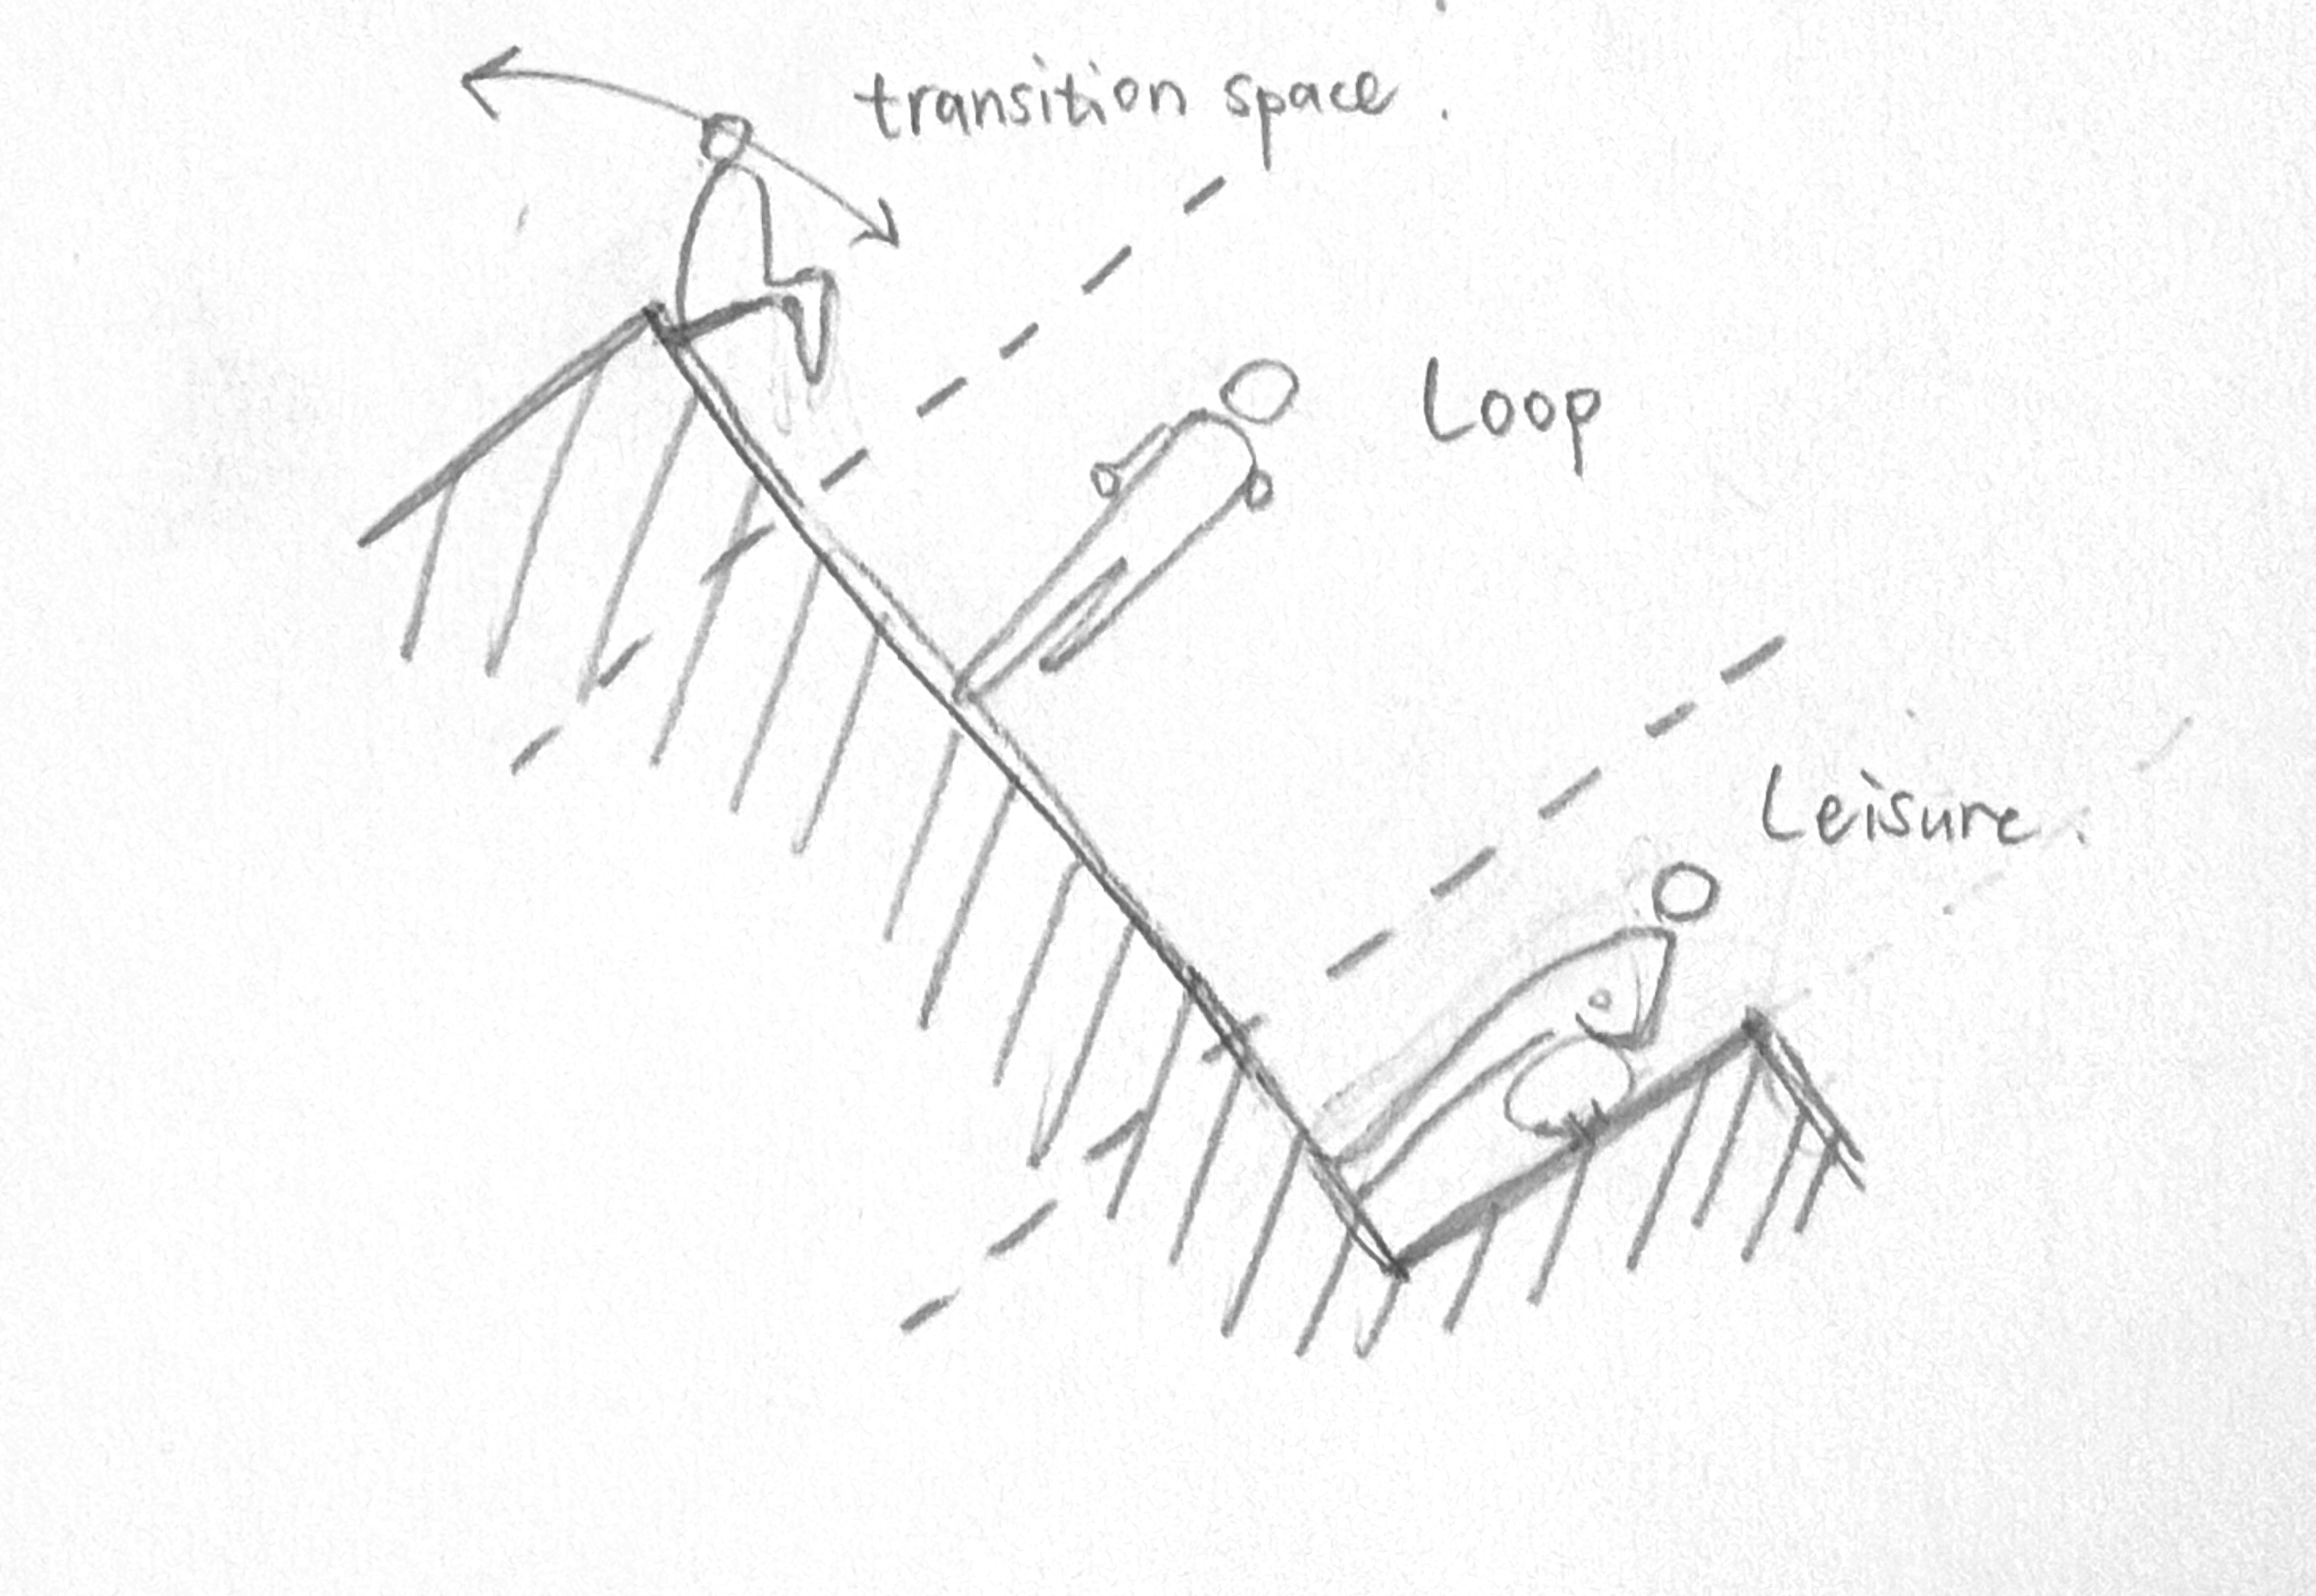 transition space.
Loop
Leisure.